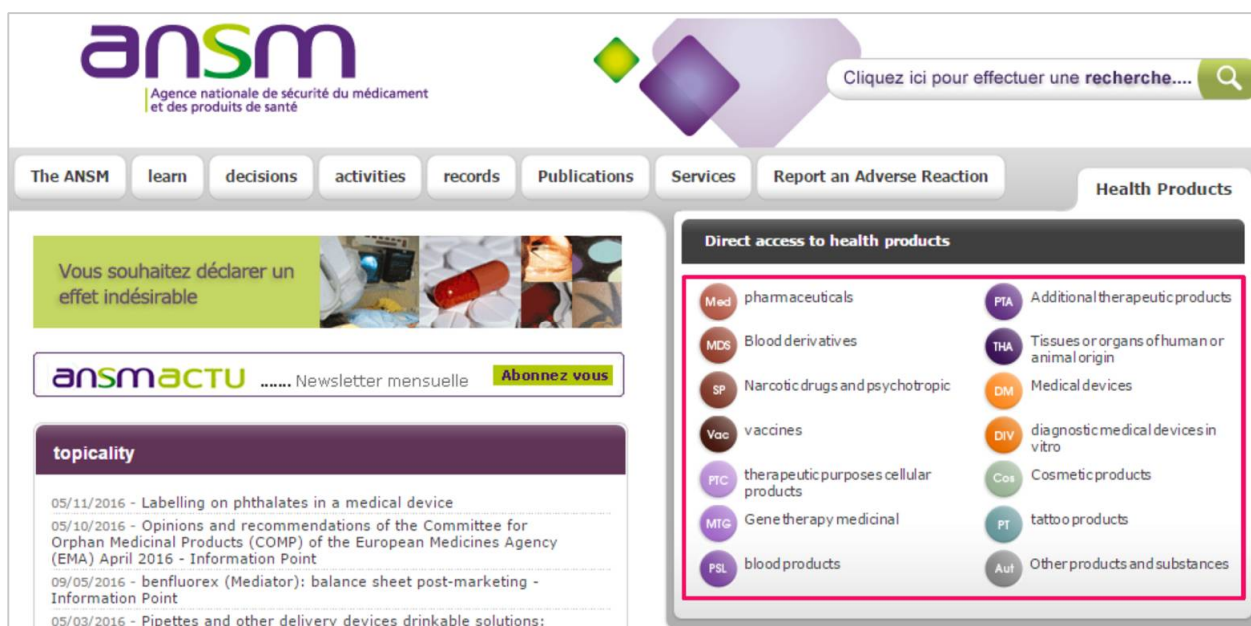 ansm
Agence nationale de sécurité du médicament
et des produits de santé
Cliquez ici pour effectuer une recherche....
The ANSM
learn
decisions
activities
records
Publications
Services
Report an Adverse Reaction
Health Products
Vous souhaitez déclarer un
effet indésirable
ansmactu ....... Newsletter mensuelle Abonnez vous
topicality
05/11/2016 - Labelling on phthalates in a medical device
05/10/2016 - Opinions and recommendations of the Committee for
Orphan Medicinal Products (COMP) of the European Medicines Agency
(EMA) April 2016 - Information Point
09/05/2016 - benfluorex (Mediator): balance sheet post-marketing -
Information Point
05/03/2016 - Pipettes and other delivery devices drinkable solutions:
Direct access to health products
Med pharmaceuticals
MDS Blood derivatives
SP Narcotic drugs and psychotropic
Vac vaccines
PTC therapeutic purposes cellular
products
MTG Gene therapy medicinal
PSL blood products
PTA Additional therapeutic products
THA Tissues or organs of human or
animal origin
DM Medical devices
DIV diagnostic medical devices in
vitro
Cos Cosmetic products
PT tattoo products
Aut Other products and substances